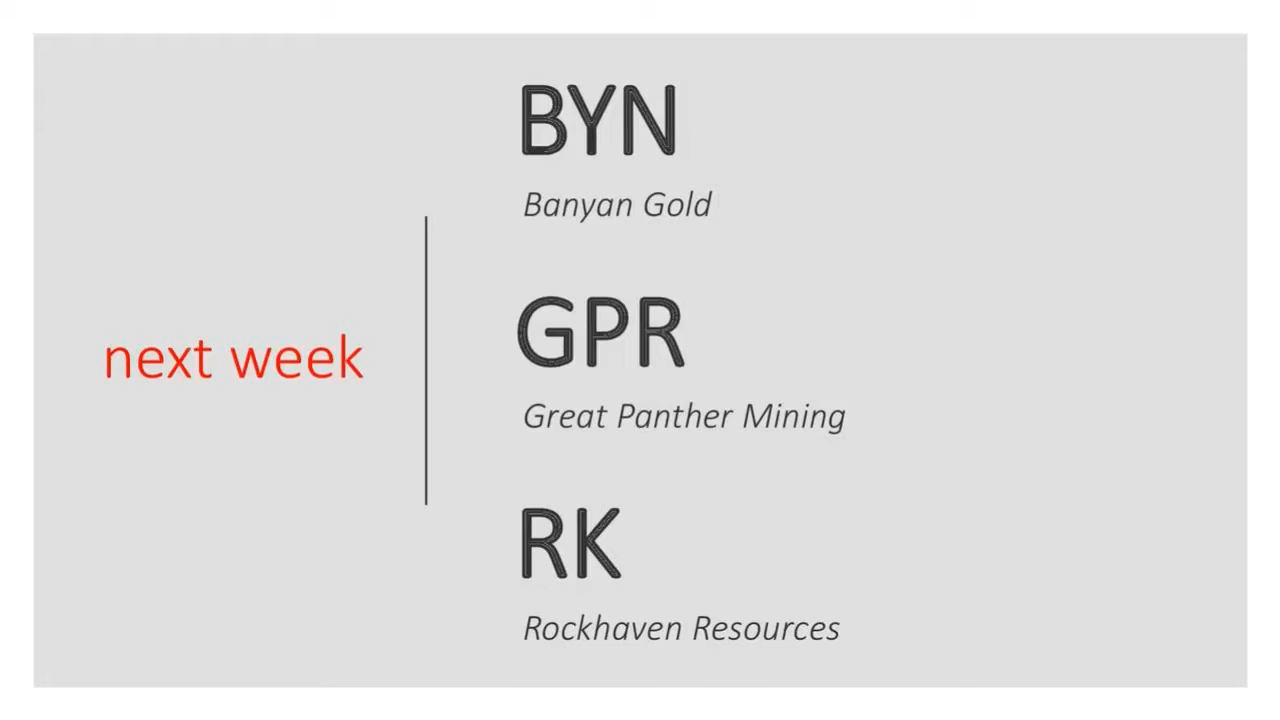 next week
BYN
Banyan Gold
GPR
Great Panther Mining
RK
Rockhaven Resources